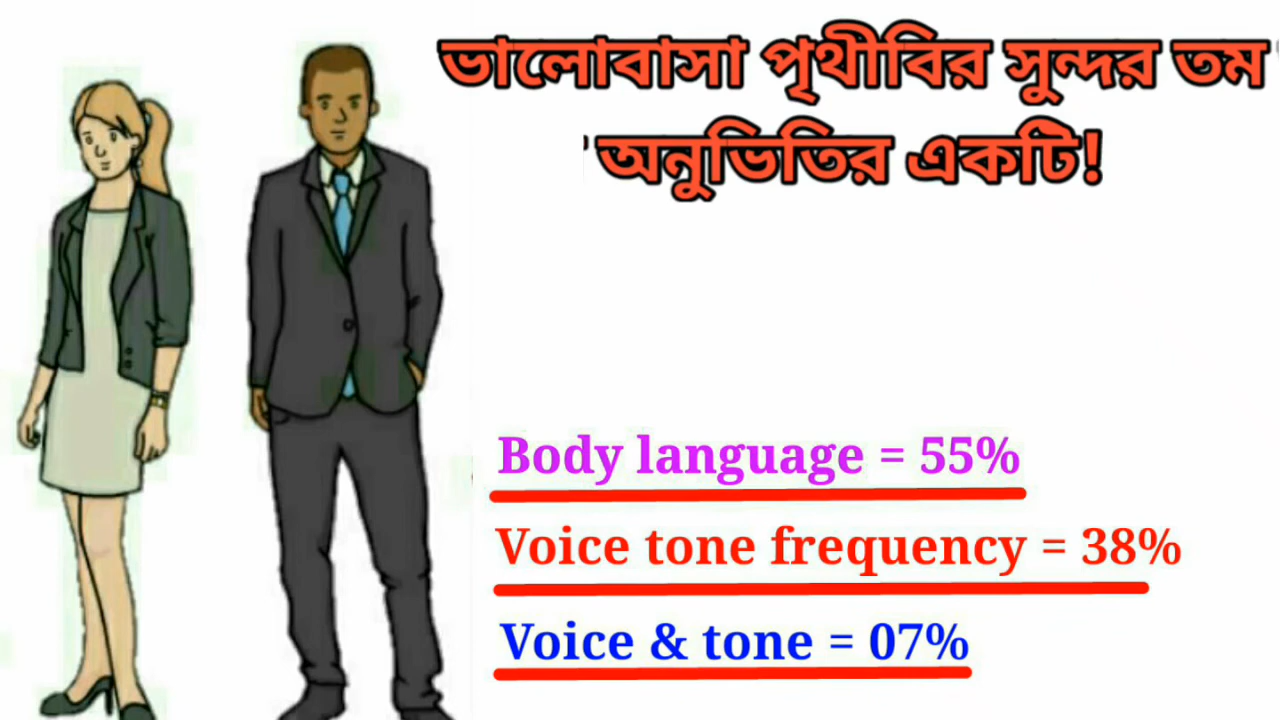 ভালোবাসা পৃথীবির সুন্দর তম
অনুভিতির একটি!
Body language = 55%
Voice tone frequency = 38%
Voice & tone = 07%